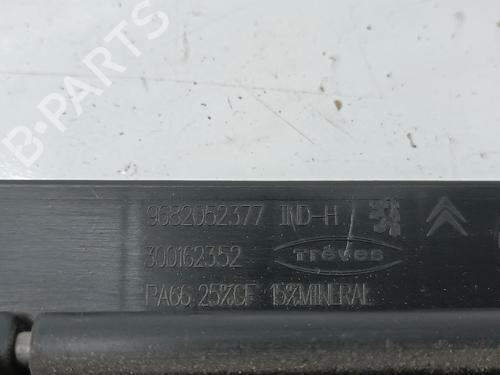 B-PARTS
9682052377 IND-H
300162352 Trèves
PA66 25%GF 15%MINERAL